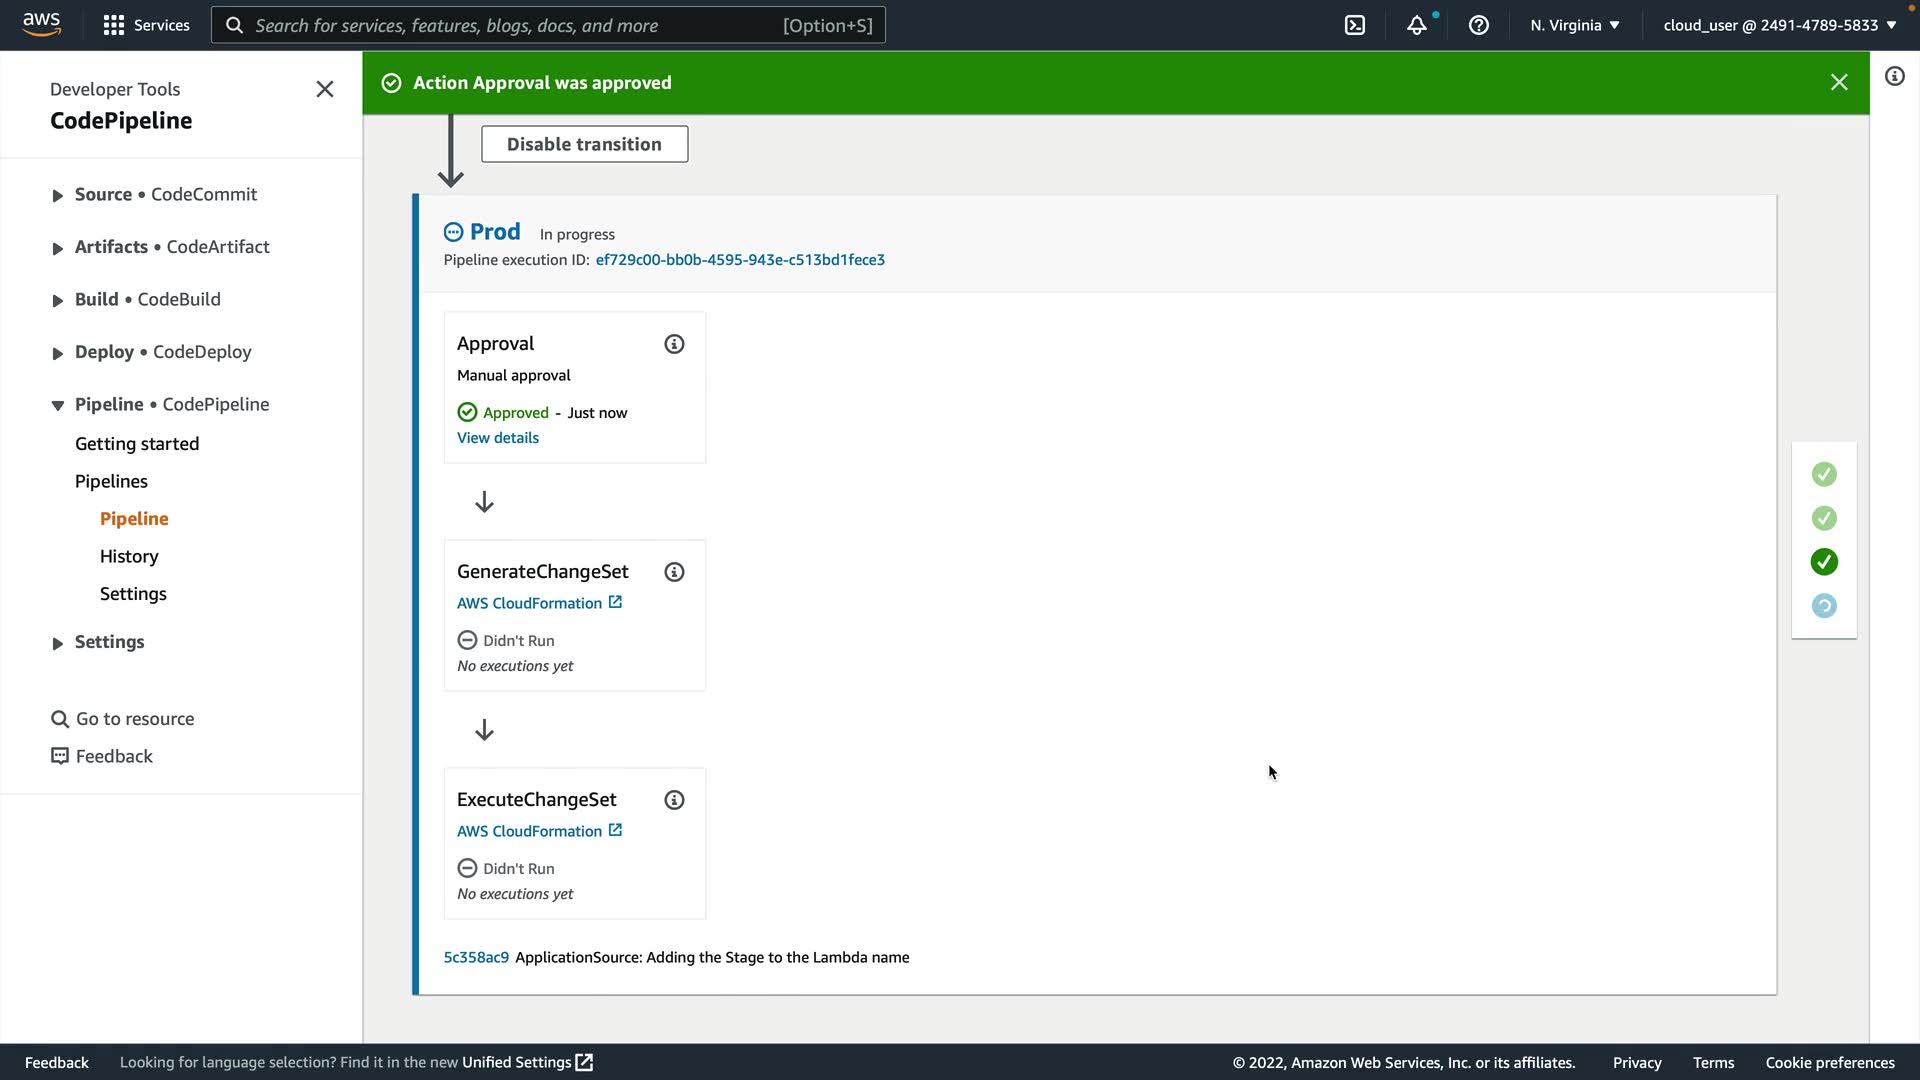 aws
Services
Search for services, features, blogs, docs, and more
[Option+S]
N. Virginia
cloud_user @ 2491-4789-5833
Developer Tools
CodePipeline
Source • CodeCommit
Artifacts • CodeArtifact
Build • CodeBuild
Deploy • CodeDeploy
Pipeline • CodePipeline
Getting started
Pipelines
Pipeline
History
Settings
Settings
Go to resource
Feedback
Action Approval was approved
Disable transition
Prod In progress
Pipeline execution ID: ef729c00-bb0b-4595-943e-c513bd1fece3
Approval
Manual approval
Approved - Just now
View details
GenerateChangeSet
AWS CloudFormation
Didn't Run
No executions yet
ExecuteChangeSet
AWS CloudFormation
Didn't Run
No executions yet
5c358ac9 ApplicationSource: Adding the Stage to the Lambda name
Feedback
Looking for language selection? Find it in the new Unified Settings
© 2022, Amazon Web Services, Inc. or its affiliates.
Privacy
Terms
Cookie preferences